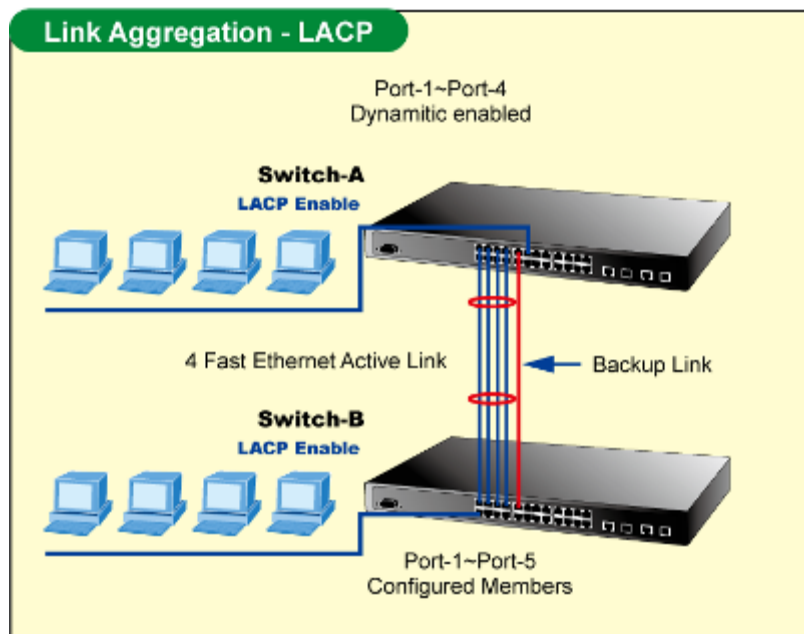 Link Aggregation - LACP
Port-1~Port-4
Dynamitic enabled
Switch-A
LACP Enable
4 Fast Ethernet Active Link
Backup Link
Switch-B
LACP Enable
Port-1~Port-5
Configured Members